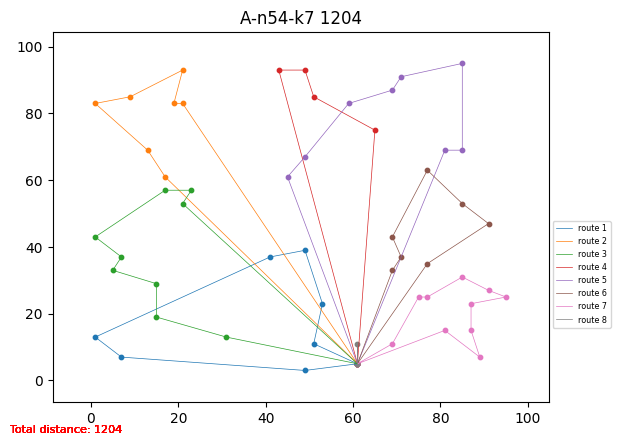 A-n54-k7 1204
100
80
60
40
20
0
0 20 40 60 80 100
route 1
route 2
route 3
route 4
route 5
route 6
route 7
route 8
Total distance: 1204